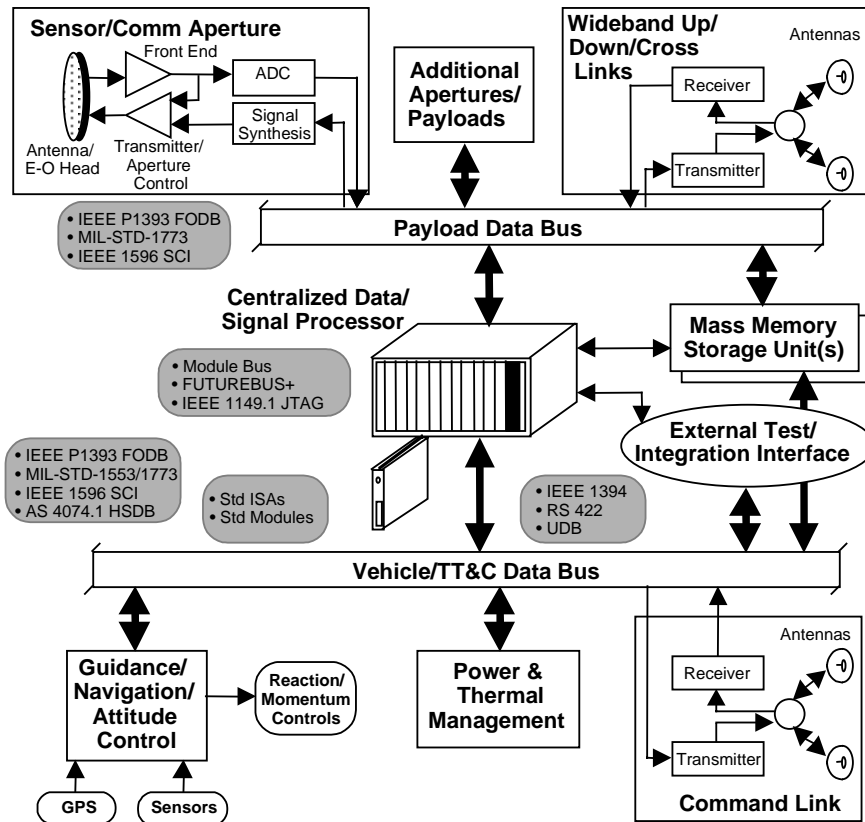 Sensor/Comm Aperture
Front End
ADC
Signal
Synthesis
Antenna/
E-O Head
Transmitter/
Aperture
Control
Additional
Apertures/
Payloads
Wideband Up/
Down/Cross
Links
Antennas
Receiver
Transmitter
• IEEE P1393 FODB
• MIL-STD-1773
• IEEE 1596 SCI
Payload Data Bus
Centralized Data/
Signal Processor
Mass Memory
Storage Unit(s)
• Module Bus
• FUTUREBUS+
• IEEE 1149.1 JTAG
External Test/
Integration Interface
• IEEE P1393 FODB
• MIL-STD-1553/1773
• IEEE 1596 SCI
• AS 4074.1 HSDB
• Std ISAs
• Std Modules
• IEEE 1394
• RS 422
• UDB
Vehicle/TT&C Data Bus
Guidance/
Navigation/
Attitude
Control
Reaction/
Momentum
Controls
GPS
Sensors
Power &
Thermal
Management
Antennas
Receiver
Transmitter
Command Link